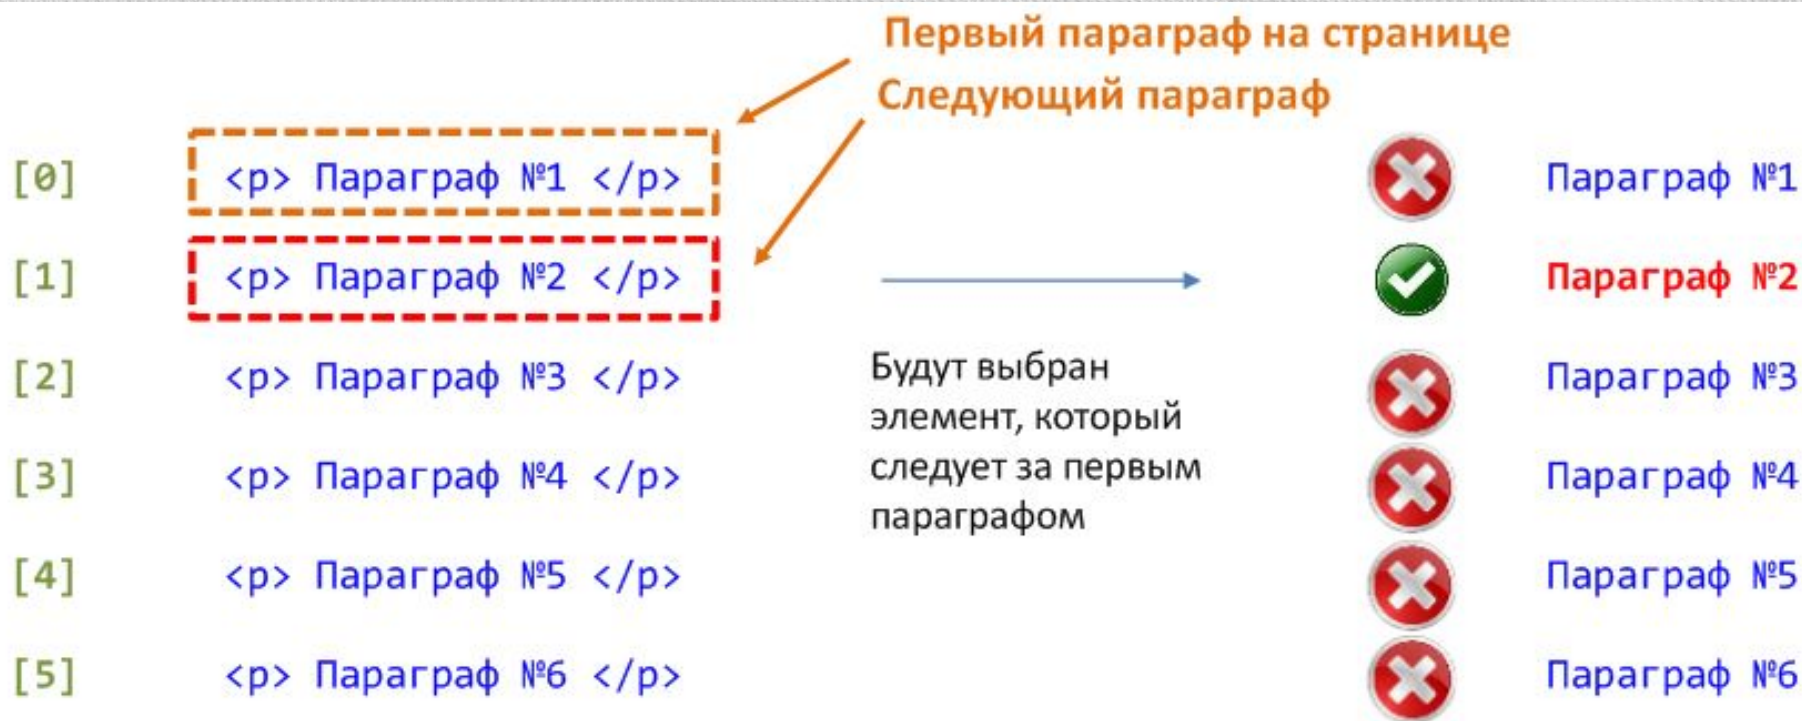 Первый параграф на странице
Следующий параграф
[0] <p> Параграф №1 </p> Параграф №1
[1] <p> Параграф №2 </p> Параграф №2
[2] <p> Параграф №3 </p> Параграф №3
Будут выбран
элемент, который
следует за первым
параграфом
[3] <p> Параграф №4 </p> Параграф №4
[4] <p> Параграф №5 </p> Параграф №5
[5] <p> Параграф №6 </p> Параграф №6